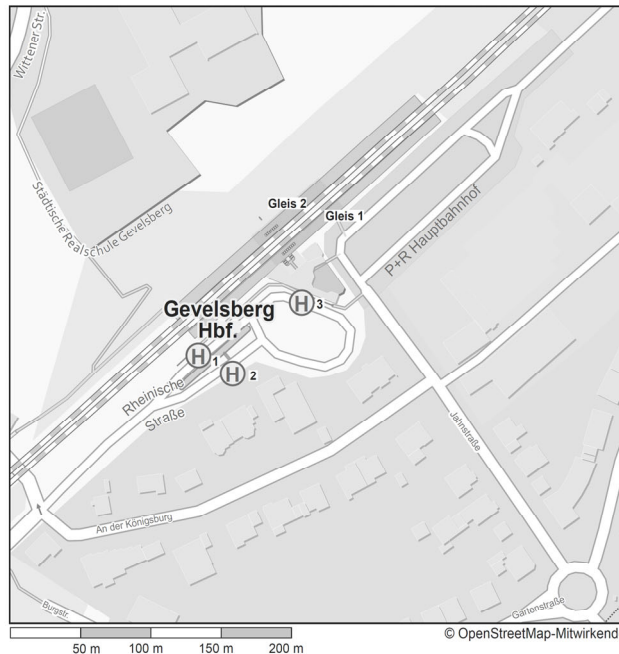 Wittener Str.
Städtische Realschule Gevelsberg
Gleis 2
Gleis 1
P+R Hauptbahnhof
H 3
Gevelsberg
Hbf.
H 1
H 2
Rheinische
Straße
Jahnstraße
An der Königsburg
Burgstr.
Gartenstraße
50 m 100 m 150 m 200 m
© OpenStreetMap-Mitwirkend